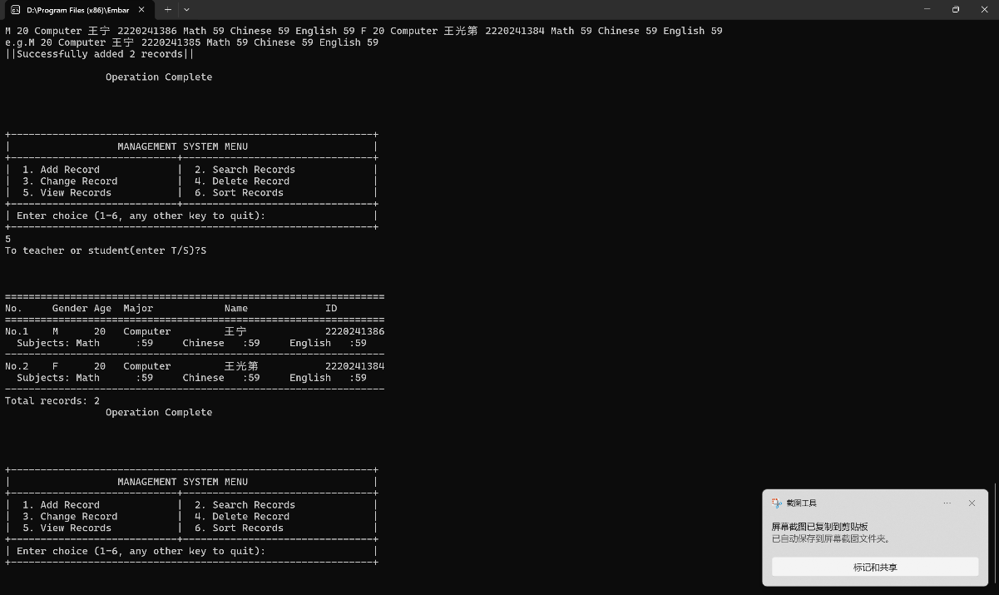 D:\Program Files (x86)\Embar
M 20 Computer 王宁 2220241386 Math 59 Chinese 59 English 59 F 20 Computer 王光第 2220241384 Math 59 Chinese 59 English 59
e.g.M 20 Computer 王宁 2220241385 Math 59 Chinese 59 English 59
||Successfully added 2 records||
Operation Complete
+-------------------------------------------------------------+
| MANAGEMENT SYSTEM MENU |
+----------------------------+--------------------------------+
| 1. Add Record | 2. Search Records |
| 3. Change Record | 4. Delete Record |
| 5. View Records | 6. Sort Records |
+----------------------------+--------------------------------+
| Enter choice (1-6, any other key to quit): |
+-------------------------------------------------------------+
5
To teacher or student(enter T/S)?S
================================================================
No. Gender Age Major Name ID
================================================================
No.1 M 20 Computer 王宁 2220241386
Subjects: Math :59 Chinese :59 English :59
----------------------------------------------------------------
No.2 F 20 Computer 王光第 2220241384
Subjects: Math :59 Chinese :59 English :59
----------------------------------------------------------------
Total records: 2
Operation Complete
+-------------------------------------------------------------+
| MANAGEMENT SYSTEM MENU |
+----------------------------+--------------------------------+
| 1. Add Record | 2. Search Records |
| 3. Change Record | 4. Delete Record |
| 5. View Records | 6. Sort Records |
+----------------------------+--------------------------------+
| Enter choice (1-6, any other key to quit): |
+-------------------------------------------------------------+
截图工具
屏幕截图已复制到剪贴板
已自动保存到屏幕截图文件夹。
标记和共享